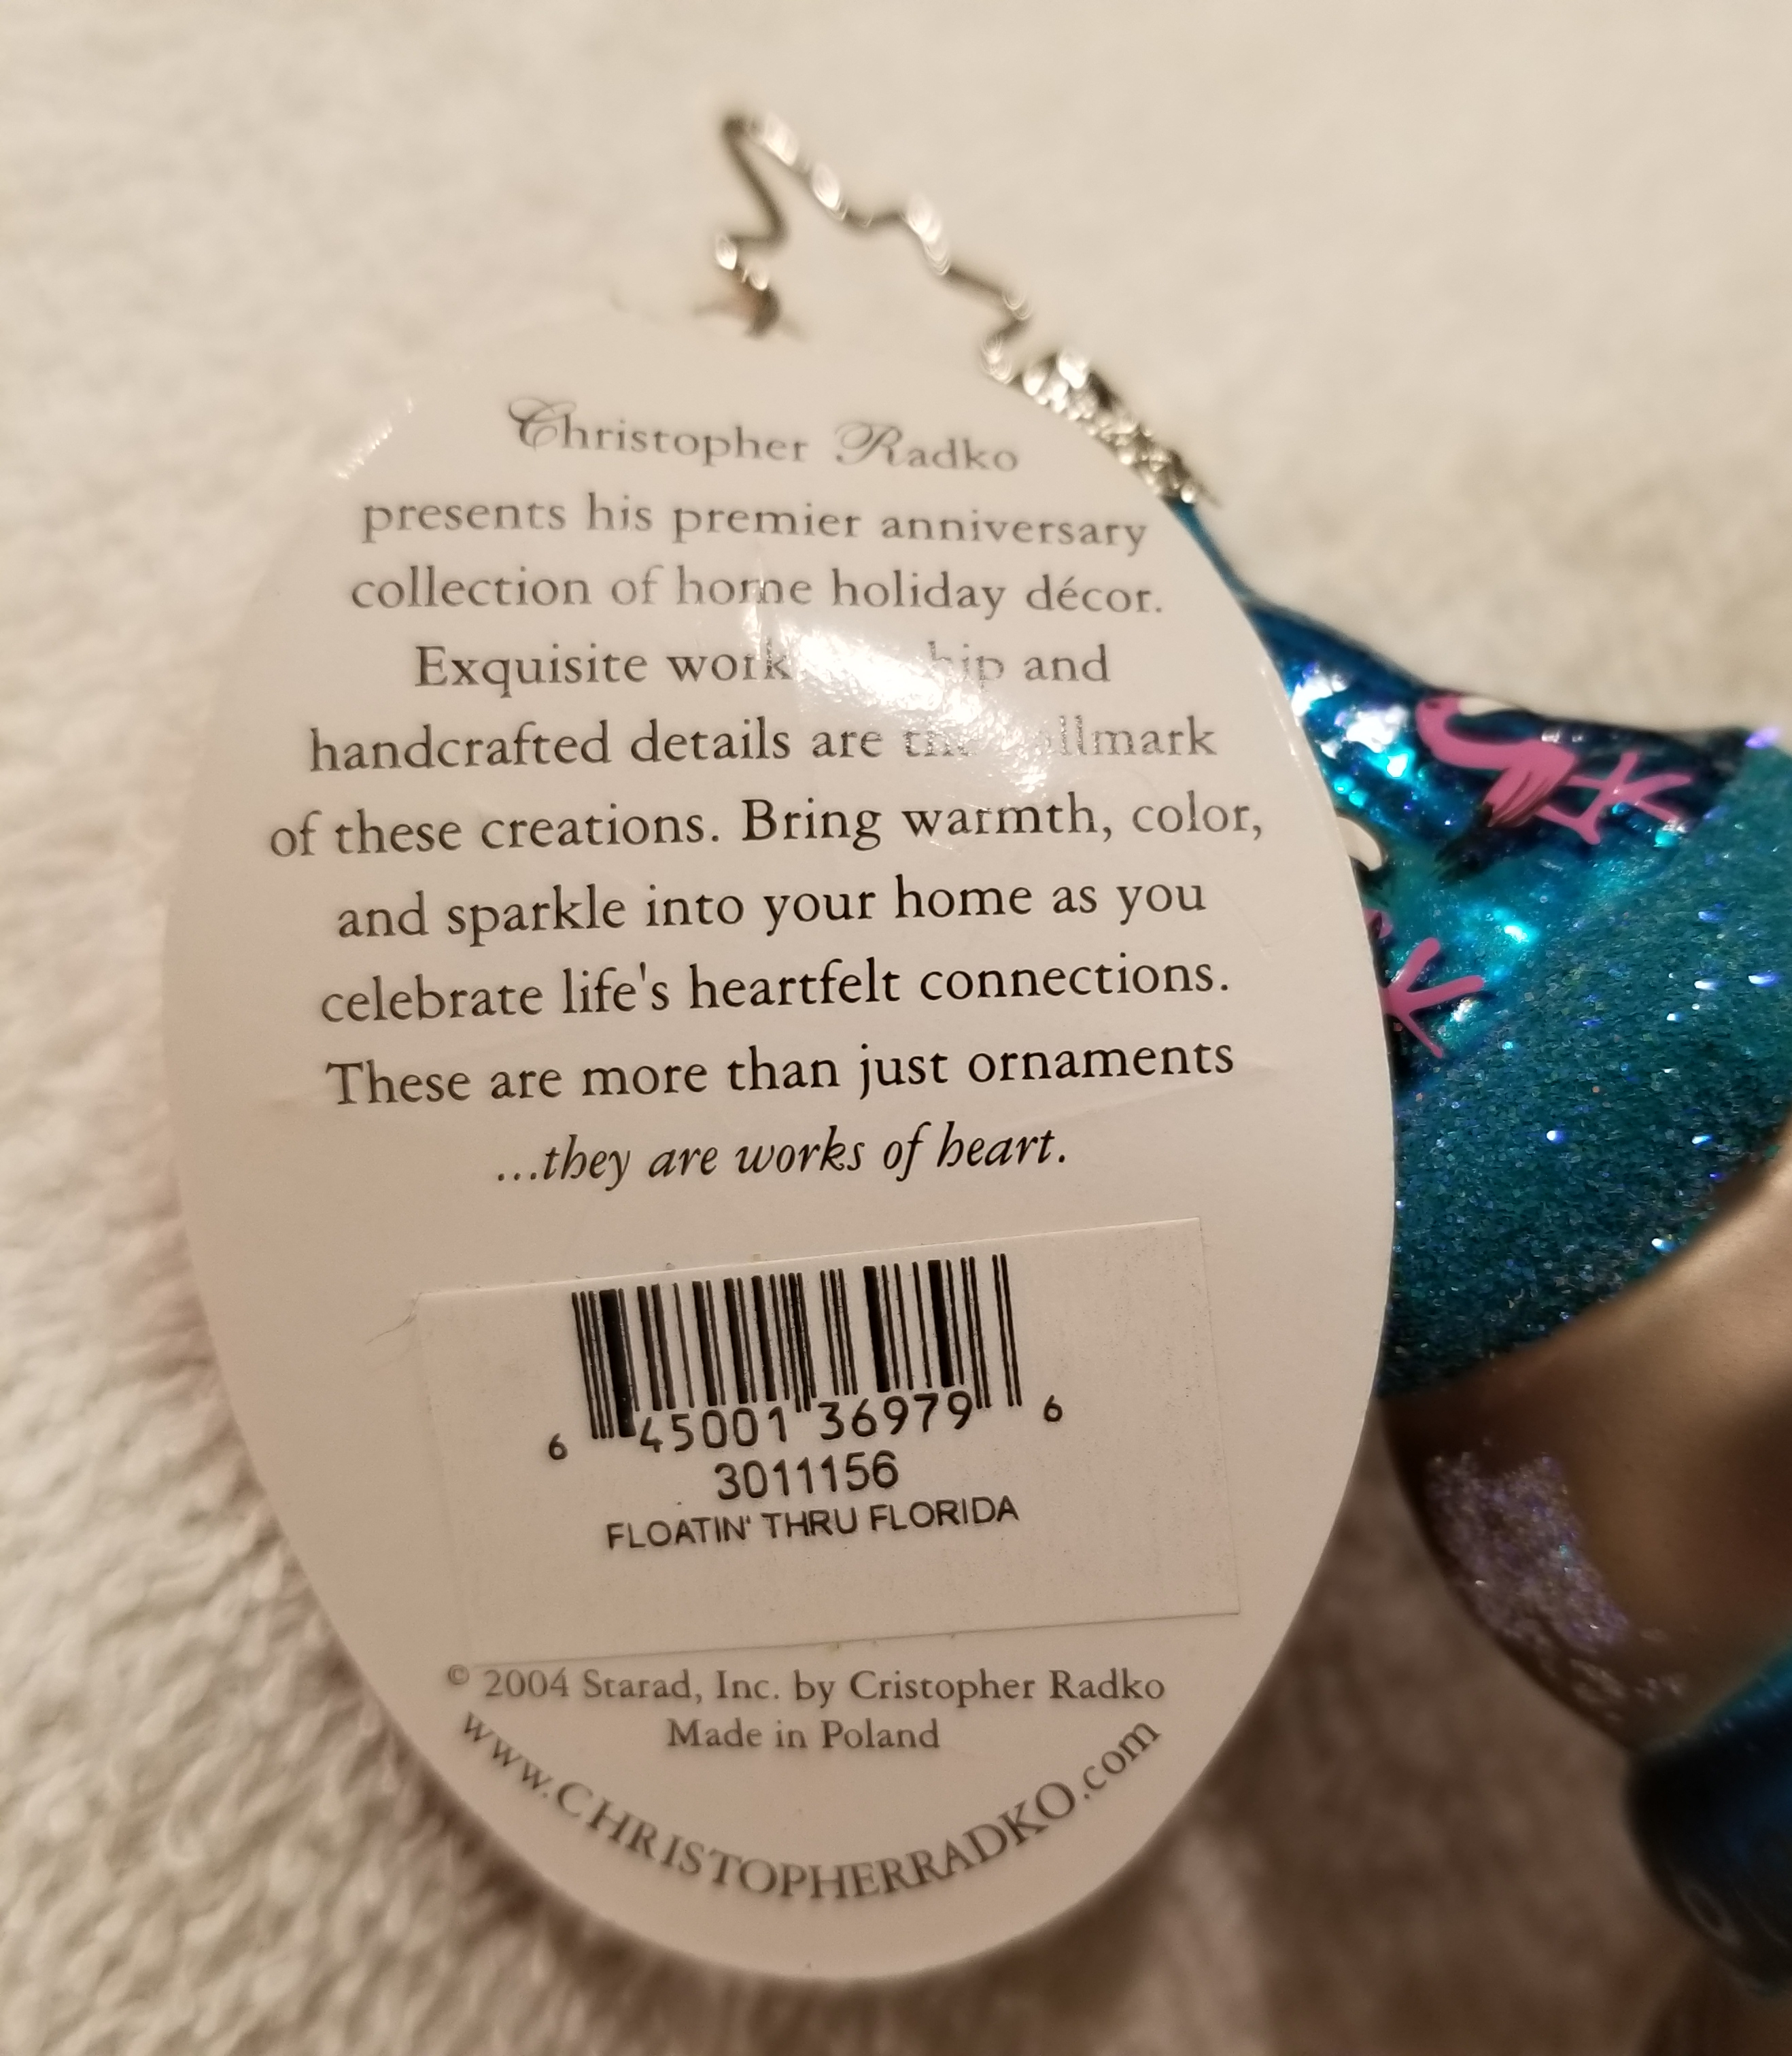 Christopher Radko
presents his premier anniversary
collection of home holiday décor.
Exquisite and
handcrafted details are
of these creations. Bring warmth, color,
and sparkle into your home as you
celebrate life's heartfelt connections.
These are more than just ornaments
...they are works of heart.
6 45001 36979 6
3011156
FLOATIN' THRU FLORIDA
© 2004 Starad, Inc. by Cristopher Radko
Made in Poland
www.CHRISTOPHERRADKO.com